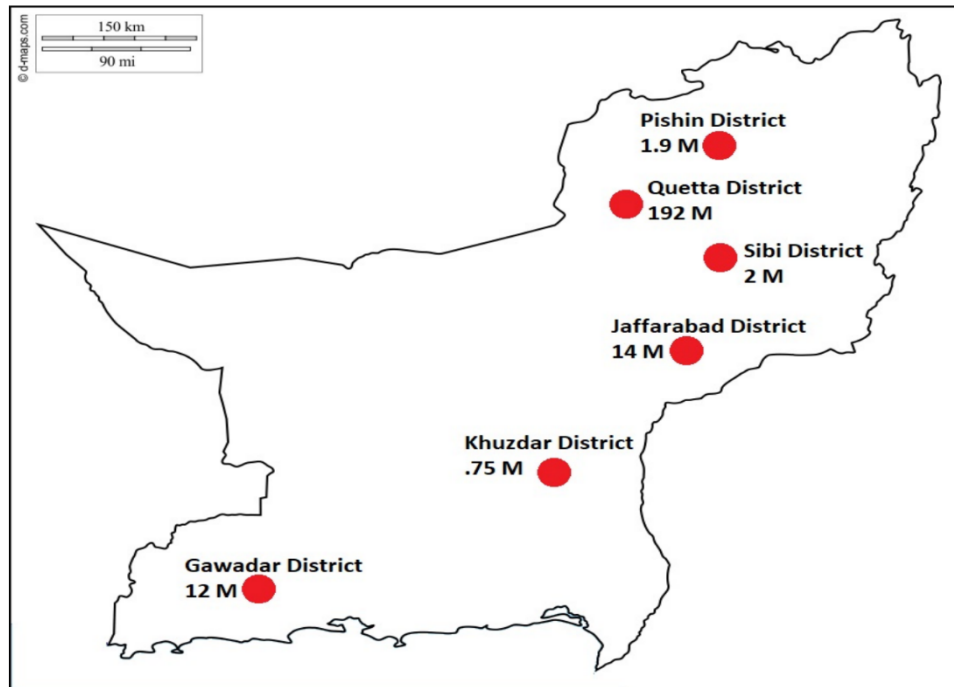 © d-maps.com
150 km
90 mi
Pishin District
1.9 M
Quetta District
192 M
Sibi District
2 M
Jaffarabad District
14 M
Khuzdar District
.75 M
Gawadar District
12 M